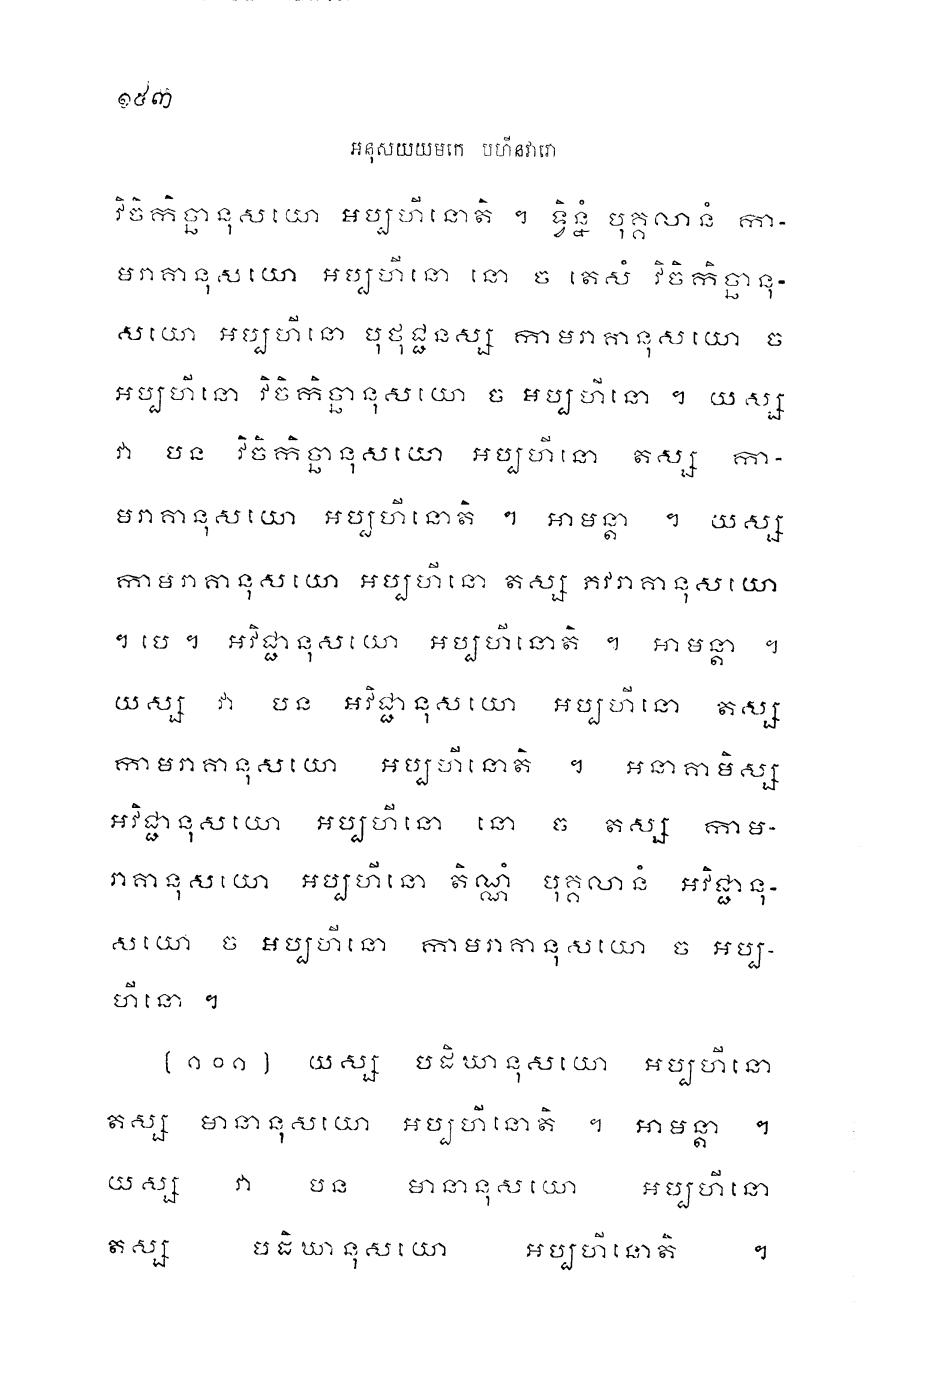 ១៥៣
អនុសយយមកេ បហីនវារោ
វិចិកិច្ឆានុសយោ អប្បហីនោតិ ។ ទ្វិន្នំ បុគ្គលានំ កា-
មរាគានុសយោ អប្បហីនោ នោ ច តេសំ វិចិកិច្ឆានុ-
សយោ អប្បហីនោ បុថុជ្ជនស្ស កាមរាគានុសយោ ច
អប្បហីនោ វិចិកិច្ឆានុសយោ ច អប្បហីនោ ។ យស្ស
វា បន វិចិកិច្ឆានុសយោ អប្បហីនោ តស្ស កា-
មរាគានុសយោ អប្បហីនោតិ ។ អាមន្តា ។ យស្ស
កាមរាគានុសយោ អប្បហីនោ តស្ស ភវរាគានុសយោ
។ បេ ។ អវិជ្ជានុសយោ អប្បហីនោតិ ។ អាមន្តា ។
យស្ស វា បន អវិជ្ជានុសយោ អប្បហីនោ តស្ស
កាមរាគានុសយោ អប្បហីនោតិ ។ អនាគាមិស្ស
អវិជ្ជានុសយោ អប្បហីនោ នោ ច តស្ស កាម-
រាគានុសយោ អប្បហីនោ តិណ្ណំ បុគ្គលានំ អវិជ្ជានុ-
សយោ ច អប្បហីនោ កាមរាគានុសយោ ច អប្ប-
ហីនោ ។
[១០១] យស្ស បដិឃានុសយោ អប្បហីនោ
តស្ស មានានុសយោ អប្បហីនោតិ ។ អាមន្តា ។
យស្ស វា បន មានានុសយោ អប្បហីនោ
តស្ស បដិឃានុសយោ អប្បហីនោតិ ។